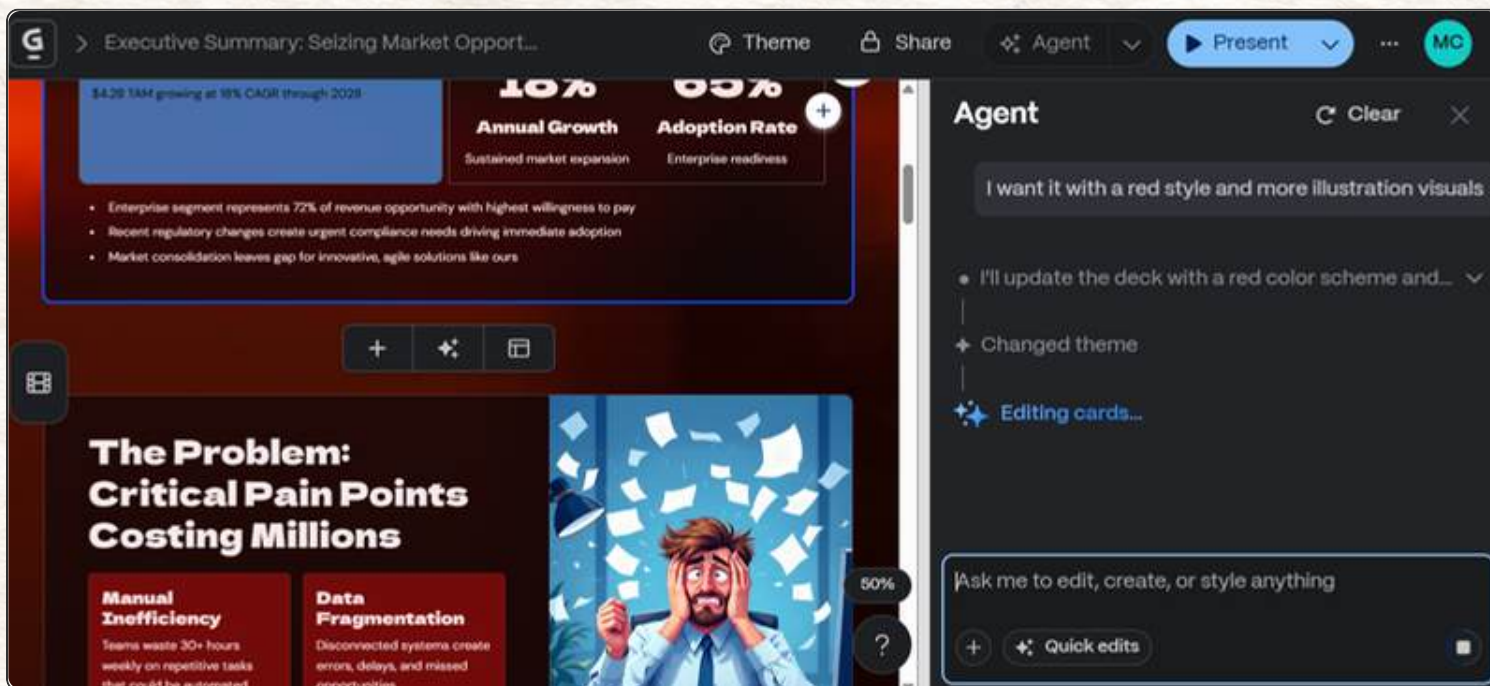 G
Executive Summary: Seizing Market Opport...
Theme
Share
Agent
Present
MC
$4.2B TAM growing at 18% CAGR through 2028
18%
65%
Annual Growth
Adoption Rate
Sustained market expansion
Enterprise readiness
• Enterprise segment represents 72% of revenue opportunity with highest willingness to pay
• Recent regulatory changes create urgent compliance needs driving immediate adoption
• Market consolidation leaves gap for innovative, agile solutions like ours
The Problem:
Critical Pain Points
Costing Millions
Manual
Inefficiency
Teams waste 30+ hours
weekly on repetitive tasks
that could be automated
Data
Fragmentation
Disconnected systems create
errors, delays, and missed
opportunities
50%
?
Agent
Clear
I want it with a red style and more illustration visuals
I'll update the deck with a red color scheme and...
Changed theme
Editing cards...
Ask me to edit, create, or style anything
Quick edits